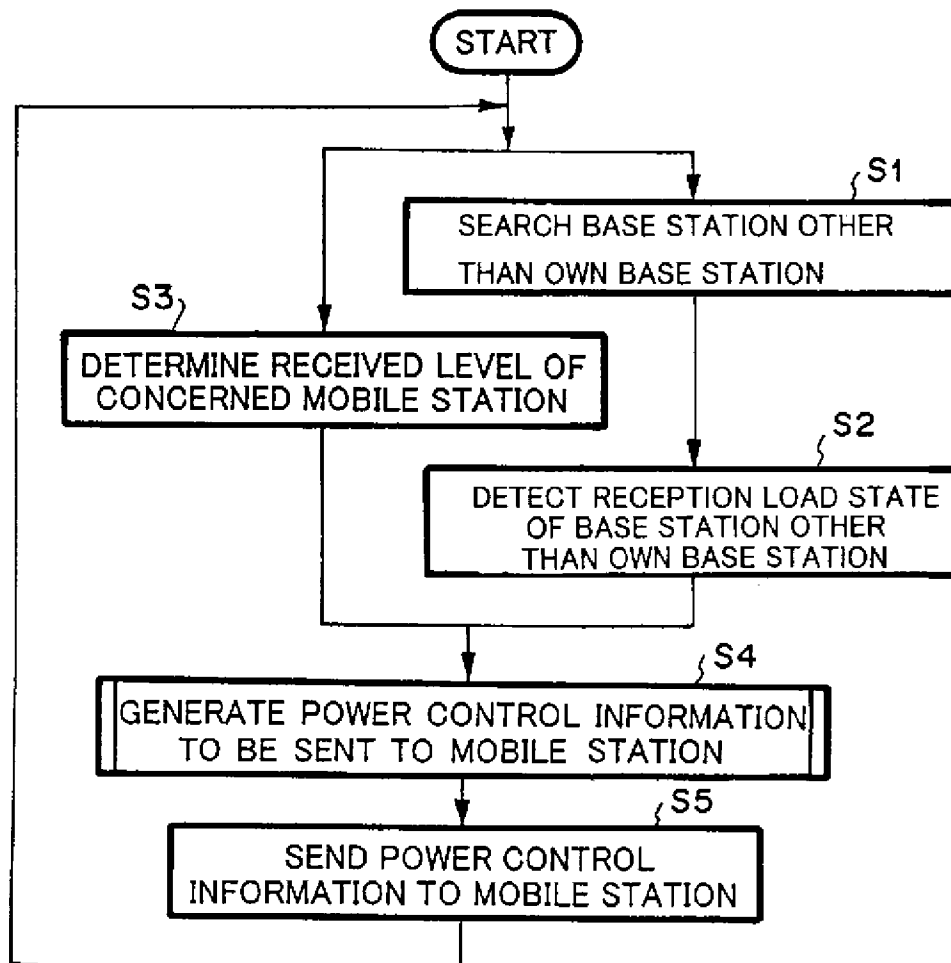 START
S1
SEARCH BASE STATION OTHER
THAN OWN BASE STATION
S3
DETERMINE RECEIVED LEVEL OF
CONCERNED MOBILE STATION
S2
DETECT RECEPTION LOAD STATE
OF BASE STATION OTHER
THAN OWN BASE STATION
S4
GENERATE POWER CONTROL INFORMATION
TO BE SENT TO MOBILE STATION
S5
SEND POWER CONTROL
INFORMATION TO MOBILE STATION